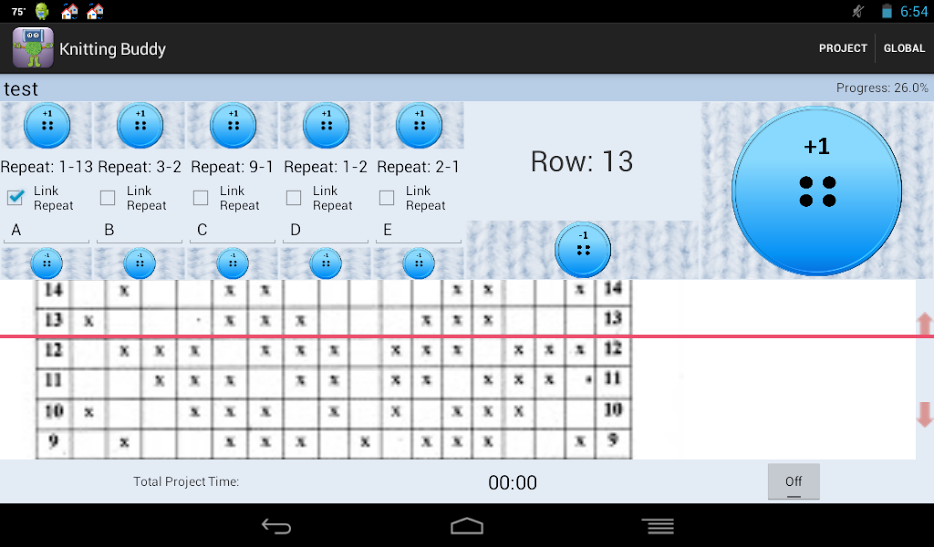 75°
6:54
Knitting Buddy
PROJECT
GLOBAL
test
Progress: 26.0%
+1 +1 +1 +1 +1
Repeat: 1-13 Repeat: 3-2 Repeat: 9-1 Repeat: 1-2 Repeat: 2-1
Link Link Link Link Link
Repeat Repeat Repeat Repeat Repeat
A B C D E
-1 -1 -1 -1 -1
Row: 13
-1
+1
14 x x x x x x 14
13 x x x x x x x 13
12 x x x x x x x x x x x x 12
11 x x x x x x x x x x 11
10 x x x x x x x x x 10
9 x x x x x x x x x 9
Total Project Time:
00:00
Off